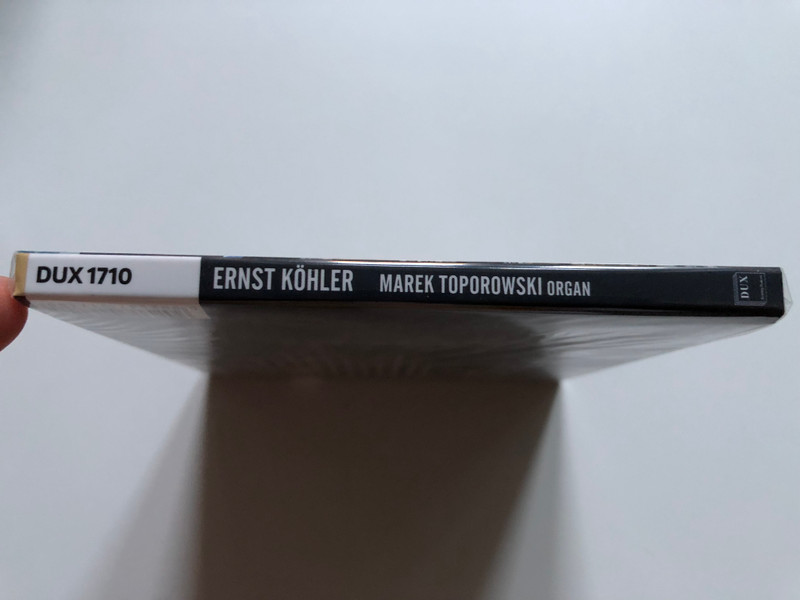 DUX 1710 ERNST KÖHLER MAREK TOPOROWSKI ORGAN
DUX